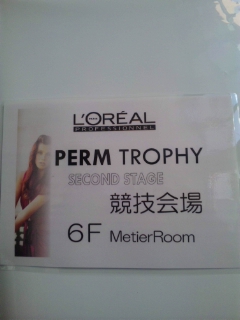 L'ORÉAL
PROFESSIONNEL
PERM TROPHY
SECOND STAGE
競技会場
6F MetierRoom